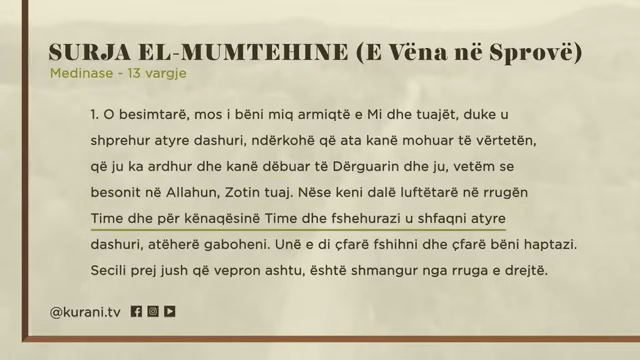 SURJA EL-MUMTEHINE (E Vëna në Sprovë)
Medinase - 13 vargje
1. O besimtarë, mos i bëni miq armiqtë e Mi dhe tuajët, duke u
shprehur atyre dashuri, ndërkohë që ata kanë mohuar të vërtetën,
që ju ka ardhur dhe kanë dëbuar të Dërguarin dhe ju, vetëm se
besonit në Allahun, Zotin tuaj. Nëse keni dalë luftëtarë në rrugën
Time dhe për kënaqësinë Time dhe fshehurazi u shfaqni atyre
dashuri, atëherë gaboheni. Unë e di çfarë fshihni dhe çfarë bëni haptazi.
Secili prej jush që vepron ashtu, është shmangur nga rruga e drejtë.
@kurani.tv